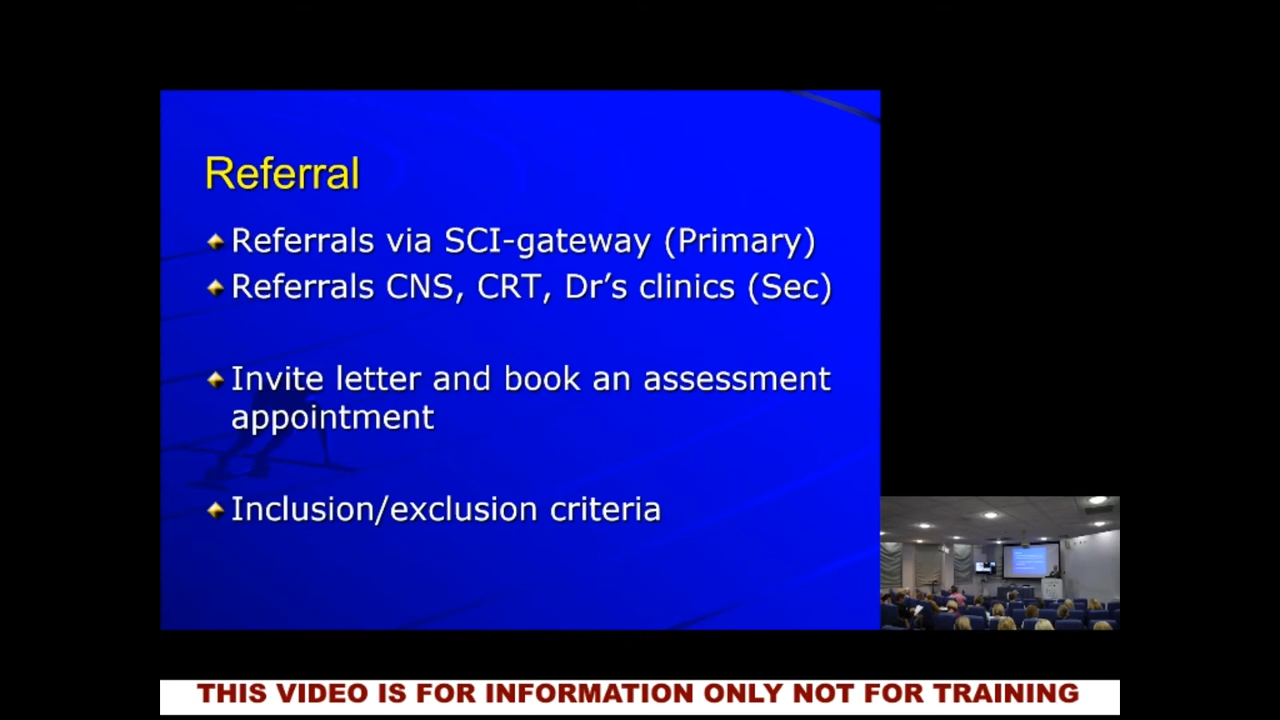 Referral
Referrals via SCI-gateway (Primary)
Referrals CNS, CRT, Dr’s clinics (Sec)
Invite letter and book an assessment
appointment
Inclusion/exclusion criteria
THIS VIDEO IS FOR INFORMATION ONLY NOT FOR TRAINING